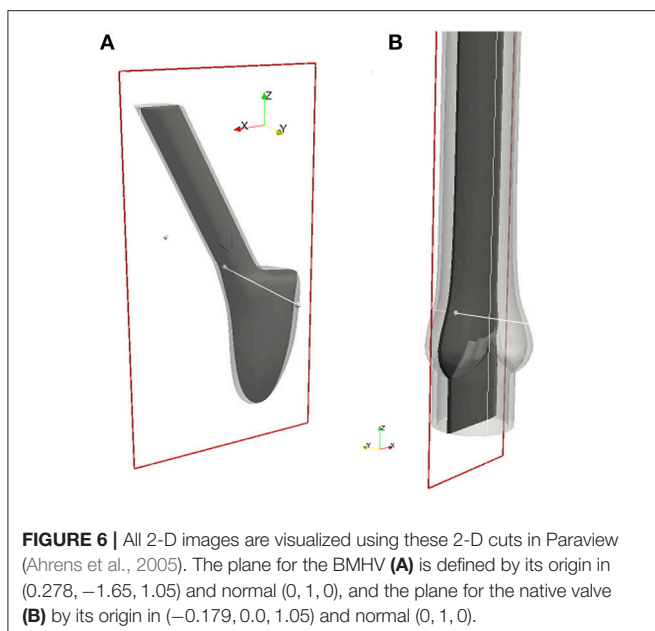 A
B
Z
X
Y
Z
Y
X
FIGURE 6 | All 2-D images are visualized using these 2-D cuts in Paraview
(Ahrens et al., 2005). The plane for the BMHV (A) is defined by its origin in
(0.278, −1.65, 1.05) and normal (0, 1, 0), and the plane for the native valve
(B) by its origin in (−0.179, 0.0, 1.05) and normal (0, 1, 0).